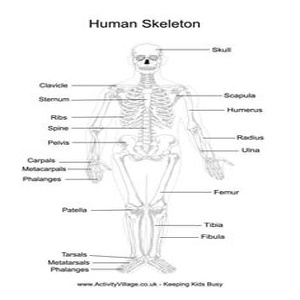 Human Skeleton
Skull
Clavicle
Scapula
Sternum
Humerus
Ribs
Spine
Radius
Pelvis
Ulna
Carpals
Metacarpals
Phalanges
Femur
Patella
Tibia
Fibula
Tarsals
Metatarsals
Phalanges
www.ActivityVillage.co.uk - Keeping Kids Busy